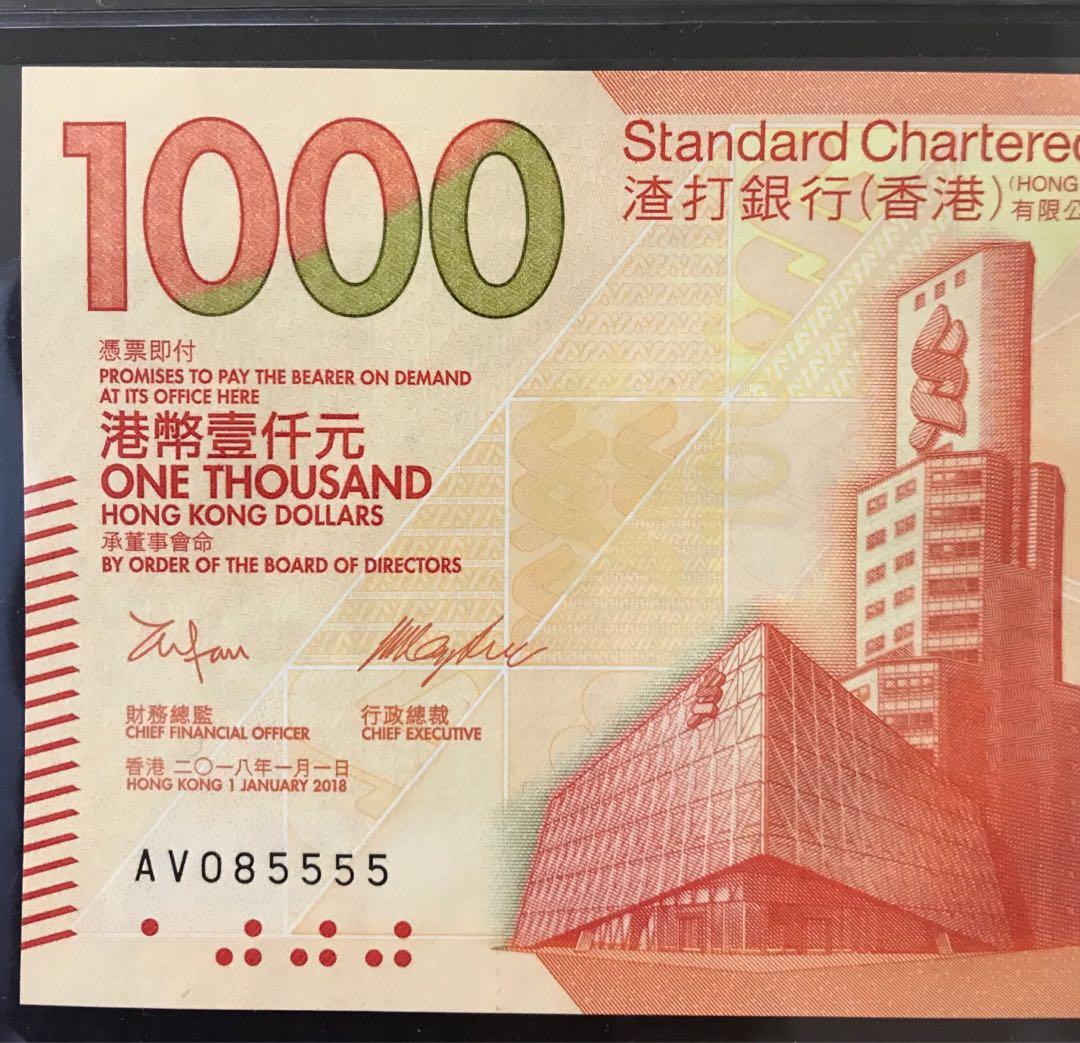 1000
Standard Chartered
渣打銀行(香港)
(HONG
有限公
憑票即付
PROMISES TO PAY THE BEARER ON DEMAND
AT ITS OFFICE HERE
港幣壹仟元
ONE THOUSAND
HONG KONG DOLLARS
承董事會命
BY ORDER OF THE BOARD OF DIRECTORS
財務總監 行政總裁
CHIEF FINANCIAL OFFICER CHIEF EXECUTIVE
香港 二〇一八年一月一日
HONG KONG 1 JANUARY 2018
AV085555